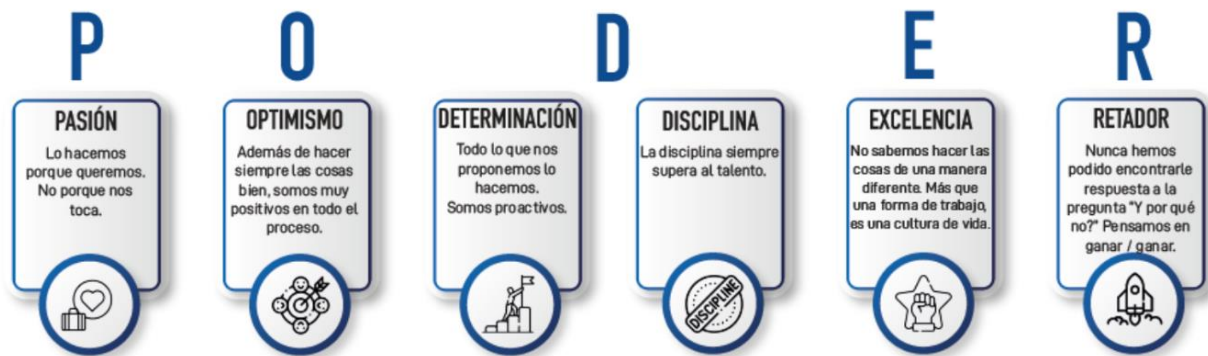 P
O
D
E
R
PASIÓN
Lo hacemos
porque queremos.
No porque nos
toca.
OPTIMISMO
Además de hacer
siempre las cosas
bien, somos muy
positivos en todo el
proceso.
DETERMINACIÓN
Todo lo que nos
proponemos lo
hacemos.
Somos proactivos.
DISCIPLINA
La disciplina siempre
supera al talento.
DISCIPLINE
EXCELENCIA
No sabemos hacer las
cosas de una manera
diferente. Más que
una forma de trabajo,
es una cultura de vida.
RETADOR
Nunca hemos
podido encontrarle
respuesta a la
pregunta "Y por qué
no?" Pensamos en
ganar / ganar.